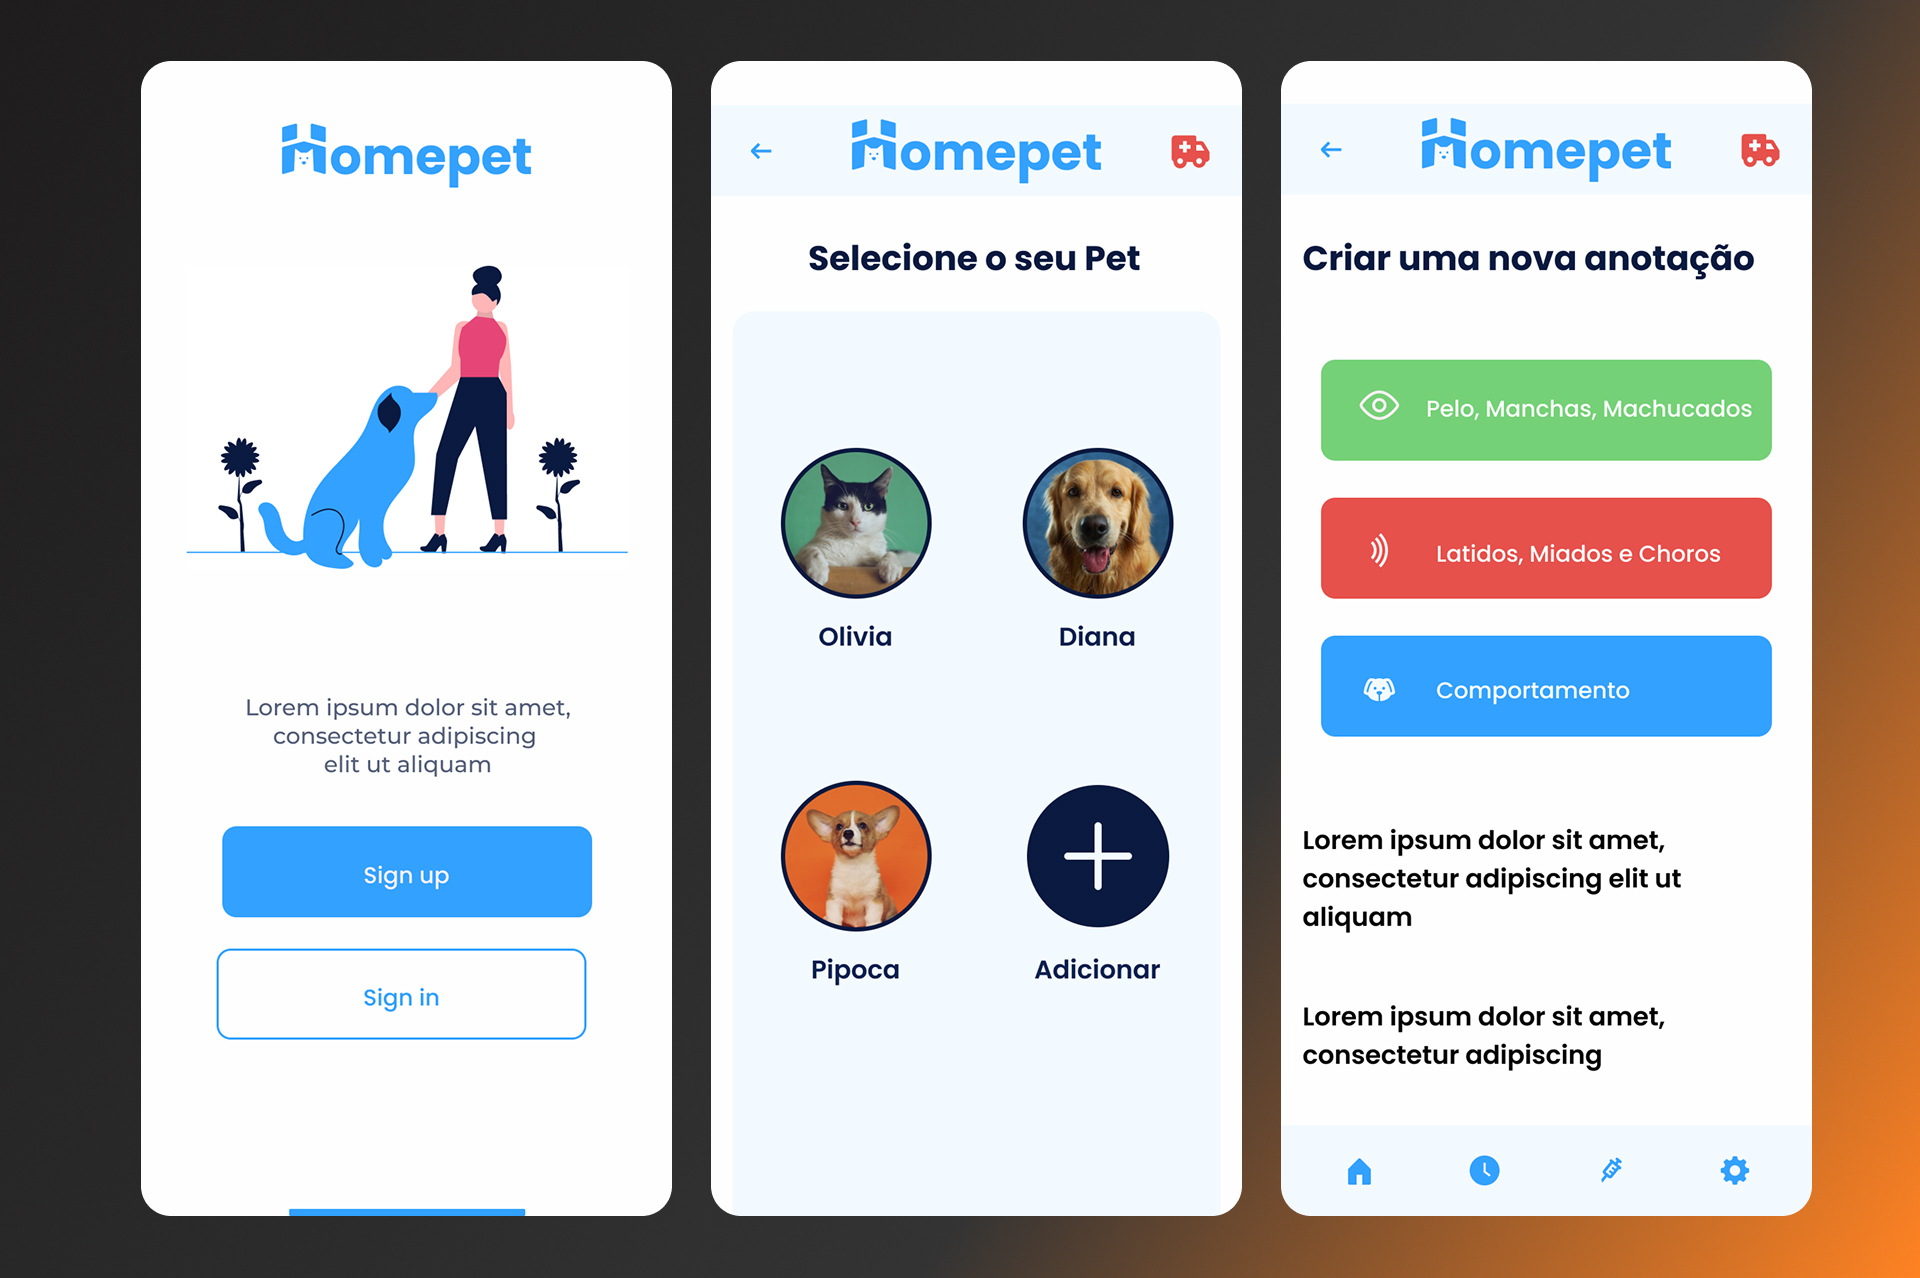 Homepet
Lorem ipsum dolor sit amet,
consectetur adipiscing
elit ut aliquam
Sign up
Sign in
Homepet
Selecione o seu Pet
Olivia
Diana
Pipoca
Adicionar
Homepet
Criar uma nova anotação
Pelo, Manchas, Machucados
Latidos, Miados e Choros
Comportamento
Lorem ipsum dolor sit amet,
consectetur adipiscing elit ut
aliquam
Lorem ipsum dolor sit amet,
consectetur adipiscing